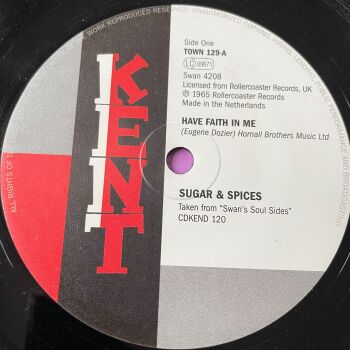 WORK REPRODUCED PROHIBITED. UNAUTHORIZED COPYING, HIRING, LENDING, PUBLIC PERFORMANCE AND BROADCASTING.
ALL RIGHTS OF
KENT
Side One
TOWN 129-A
LC 09671
Swan 4208
Licensed from Rollercoaster Records, UK
℗ 1965 Rollercoaster Records
Made in the Netherlands
HAVE FAITH IN ME
(Eugene Dozier) Hornall Brothers Music Ltd
SUGAR & SPICES
Taken from "Swan's Soul Sides"
CDKEND 120